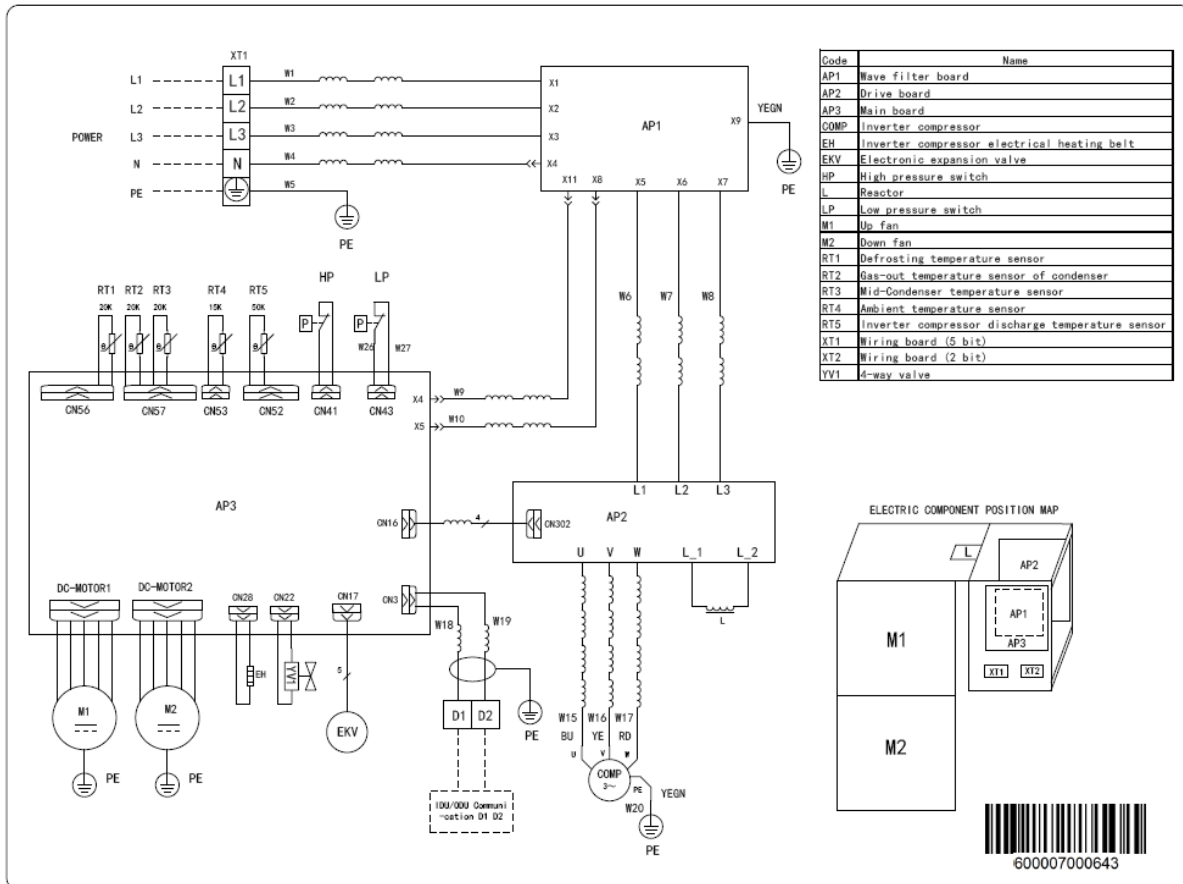 XT1
L1 L1 W1 X1
L2 L2 W2 X2
POWER L3 L3 W3 X3
N N W4 X4
PE W5
PE
AP1
X9 YEGN
PE
X11 X8 X5 X6 X7
Code Name
AP1 Wave filter board
AP2 Drive board
AP3 Main board
COMP Inverter compressor
EH Inverter compressor electrical heating belt
EKV Electronic expansion valve
HP High pressure switch
L Reactor
LP Low pressure switch
M1 Up fan
M2 Down fan
RT1 Defrosting temperature sensor
RT2 Gas-out temperature sensor of condenser
RT3 Mid-Condenser temperature sensor
RT4 Ambient temperature sensor
RT5 Inverter compressor discharge temperature sensor
XT1 Wiring board (5 bit)
XT2 Wiring board (2 bit)
YV1 4-way valve
HP LP
RT1 RT2 RT3 RT4 RT5
20K 20K 20K 15K 50K
θ θ θ θ θ P P
W26 W27
W6 W7 W8
CN56 CN57 CN53 CN52 CN41 CN43
X4 W9
X5 W10
AP3
CN16 4 CN302
L1 L2 L3
AP2
U V W L_1 L_2
L
DC-MOTOR1 DC-MOTOR2 CN28 CN22 CN17 CN3
W18 W19
EH YV1 5
M1 M2 EKV
PE PE
D1 D2
PE
IDU/ODU Communi
-cation D1 D2
W15 W16 W17
BU YE RD
U V W
COMP
3~
PE YEGN
W20
PE
ELECTRIC COMPONENT POSITION MAP
L
AP2
AP1
AP3
XT1 XT2
M1
M2
600007000643